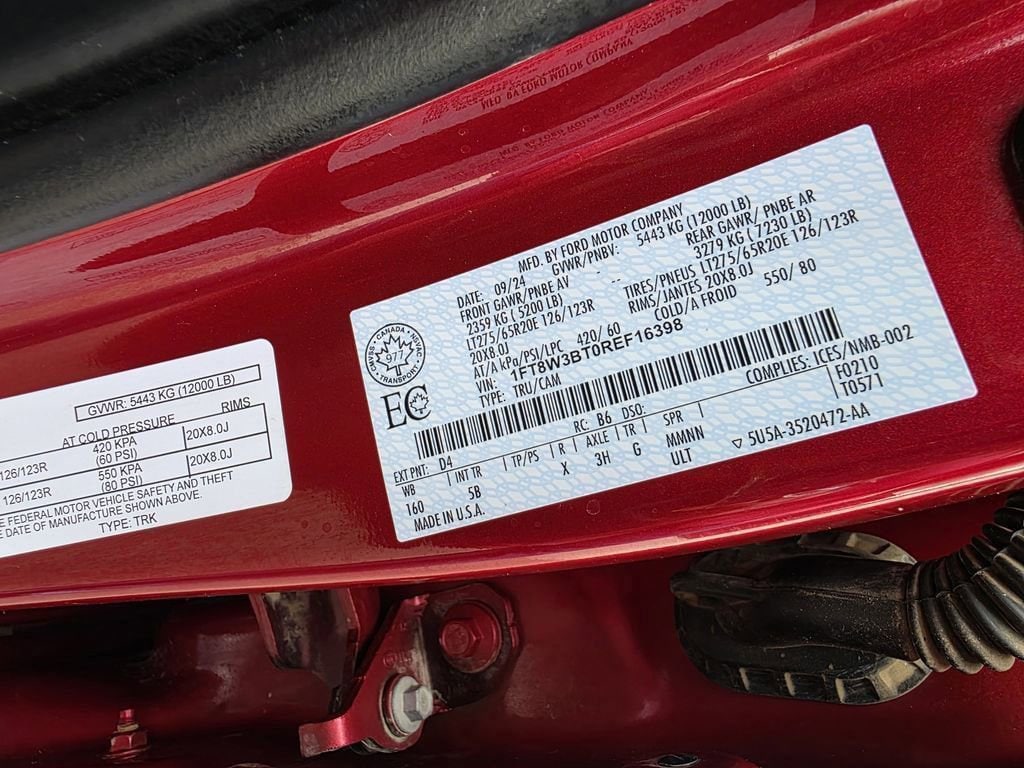 GVWR: 5443 KG (12000 LB)
AT COLD PRESSURE RIMS
126/123R 420 KPA 20X8.0J
(60 PSI)
126/123R 550 KPA 20X8.0J
(80 PSI)
FEDERAL MOTOR VEHICLE SAFETY AND THEFT
DATE OF MANUFACTURE SHOWN ABOVE.
TYPE: TRK
MFD. BY FORD MOTOR COMPANY
DATE: 09/24 GVWR/PNBV: 5443 KG (12000 LB)
FRONT GAWR/PNBE AV - - REAR GAWR/ PNBE AR
2359 KG ( 5200 LB) 3279 KG ( 7230 LB)
LT275/65R20E 126/123R TIRES/PNEUS LT275/65R20E 126/123R
20X8.0J RIMS/JANTES 20X8.0J
AT/A kPa/PSI/LPC 420/ 60 COLD/A FROID 550/ 80
VIN: 1FT8W3BT0REF16398
TYPE: TRU/CAM
CANADA
977
TRANSPORT
EC
COMPLIES: ICES/NMB-002
EXT PNT: D4 RC: B6 DSO: F0210
WB INT TR TP/PS R AXLE TR SPR T0571
160 5B X 3H G MMNN
ULT
MADE IN U.S.A. ▽ 5U5A-3520472-AA